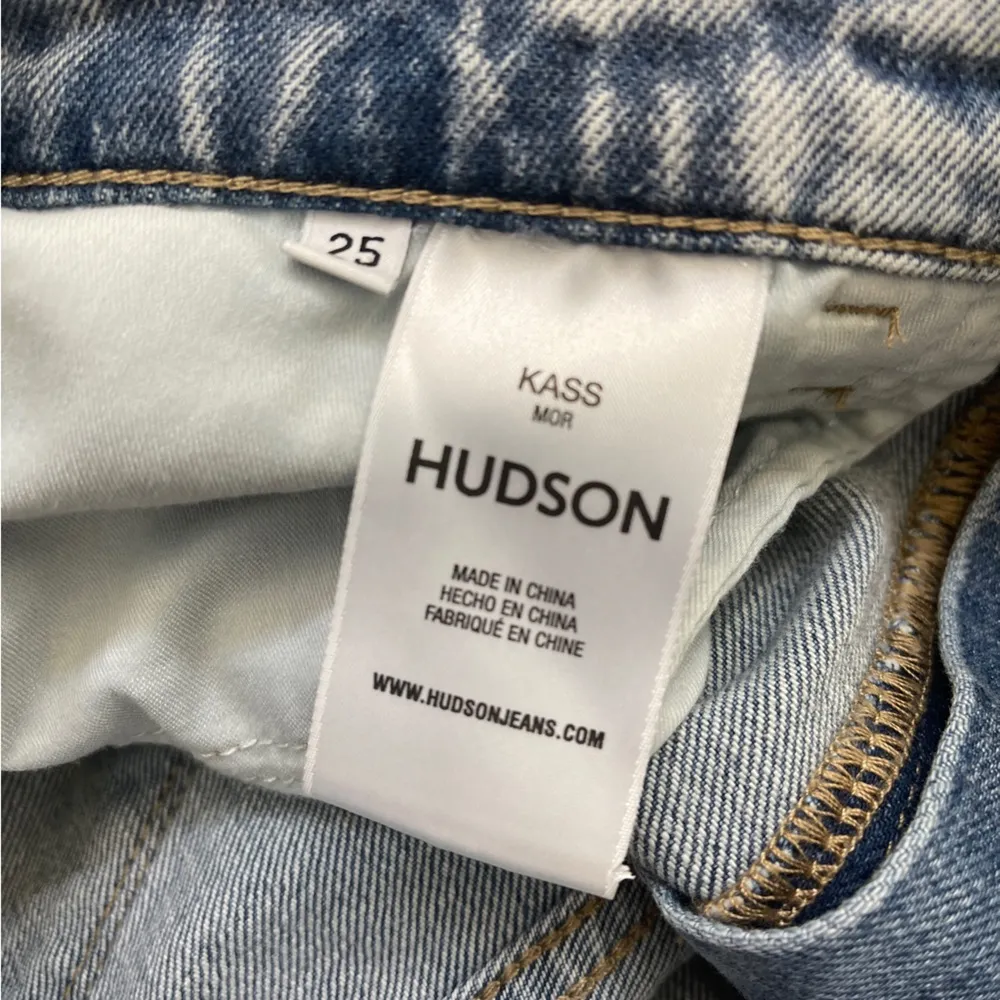 25
KASS
MOR
HUDSON
MADE IN CHINA
HECHO EN CHINA
FABRIQUÉ EN CHINE
WWW.HUDSONJEANS.COM